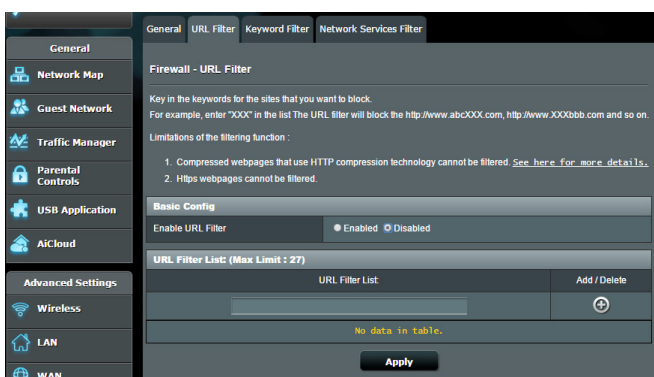 General
Network Map
Guest Network
Traffic Manager
Parental
Controls
USB Application
AiCloud
Advanced Settings
Wireless
LAN
WAN
General URL Filter Keyword Filter Network Services Filter
Firewall - URL Filter
Key in the keywords for the sites that you want to block.
For example, enter "XXX" in the list The URL filter will block the http://www.abcXXX.com, http://www.XXXbbb.com and so on.
Limitations of the filtering function :
1. Compressed webpages that use HTTP compression technology cannot be filtered. See here for more details.
2. Https webpages cannot be filtered.
Basic Config
Enable URL Filter Enabled Disabled
URL Filter List: (Max Limit : 27)
URL Filter List: Add / Delete
No data in table.
Apply